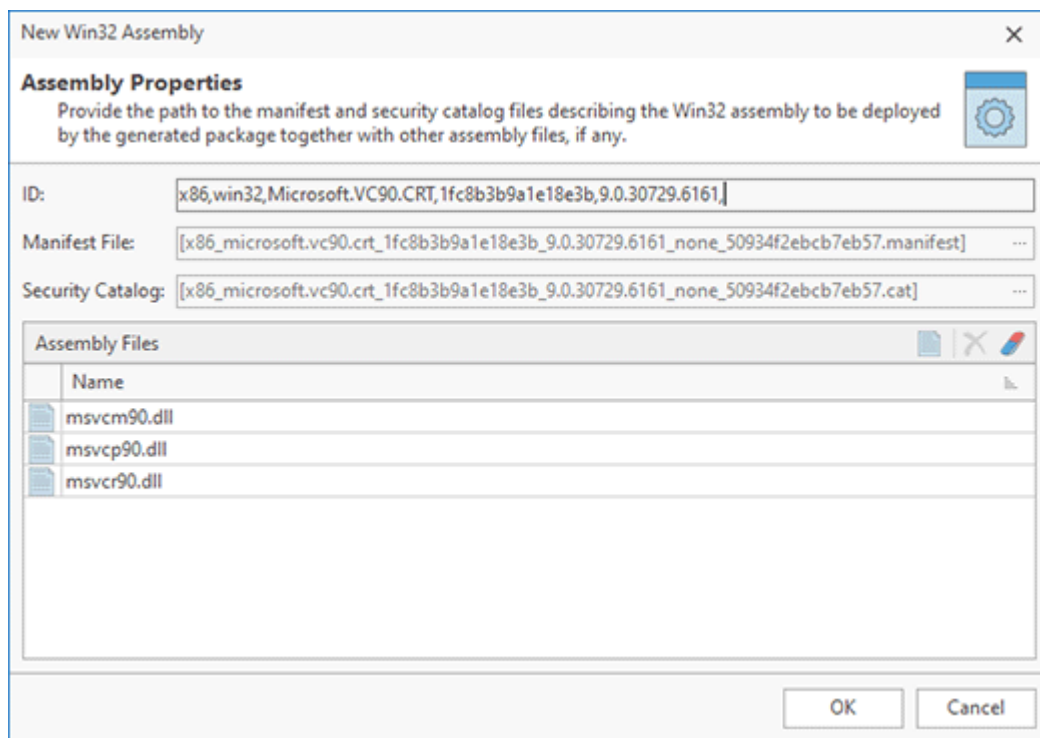 New Win32 Assembly
Assembly Properties
Provide the path to the manifest and security catalog files describing the Win32 assembly to be deployed
by the generated package together with other assembly files, if any.
ID: x86,win32,Microsoft.VC90.CRT,1fc8b3b9a1e18e3b,9.0.30729.6161,
Manifest File: [x86_microsoft.vc90.crt_1fc8b3b9a1e18e3b_9.0.30729.6161_none_50934f2ebcb7eb57.manifest] ...
Security Catalog: [x86_microsoft.vc90.crt_1fc8b3b9a1e18e3b_9.0.30729.6161_none_50934f2ebcb7eb57.cat] ...
Assembly Files
Name
msvcm90.dll
msvcp90.dll
msvcr90.dll
OK Cancel